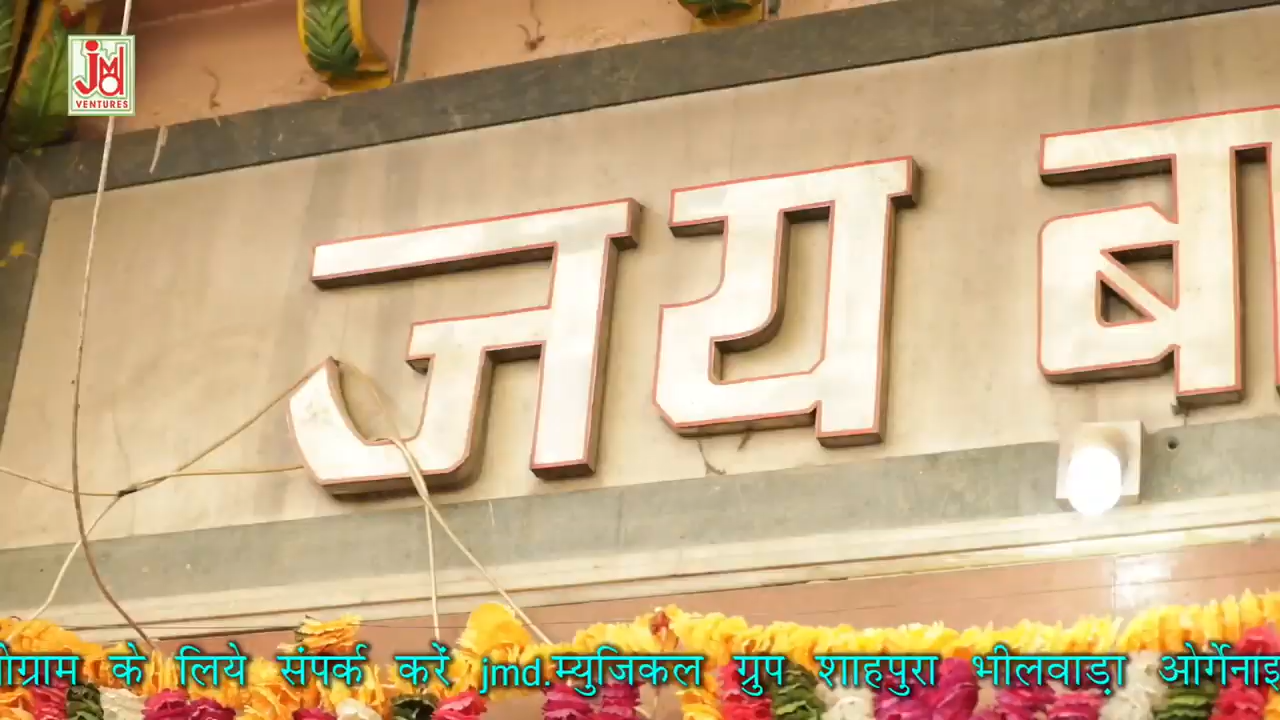 JMD
VENTURES
जय बा
ोग्राम के लिये संपर्क करें jmd.म्युजिकल ग्रुप शाहपुरा भीलवाड़ा ओर्गेनाइ